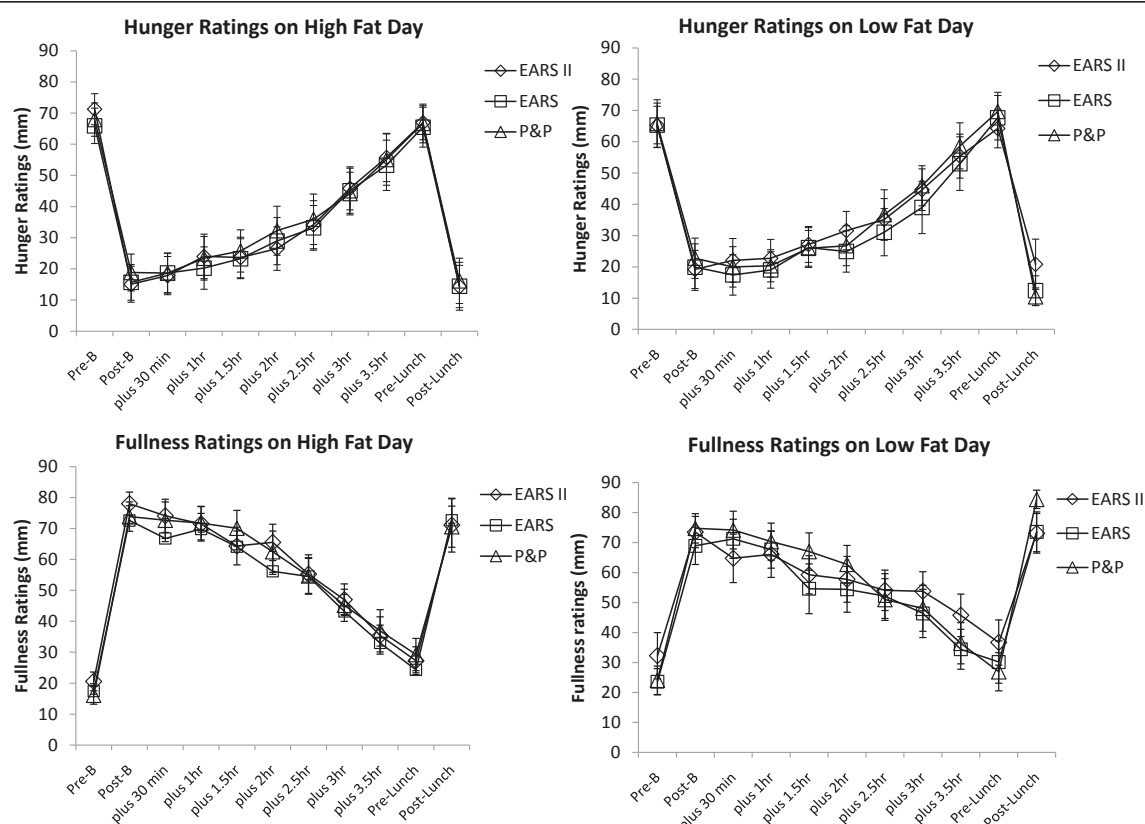 Hunger Ratings on High Fat Day
90
80
70
60
50
40
30
20
10
0
Hunger Ratings (mm)
EARS II
EARS
P&P
Pre-B
Post-B
plus 30 min
plus 1hr
plus 1.5hr
plus 2hr
plus 2.5hr
plus 3hr
plus 3.5hr
Pre-Lunch
Post-Lunch
Hunger Ratings on Low Fat Day
90
80
70
60
50
40
30
20
10
0
Hunger Ratings (mm)
EARS II
EARS
P&P
Pre-B
Post-B
plus 30 min
plus 1hr
plus 1.5hr
plus 2hr
plus 2.5hr
plus 3hr
plus 3.5hr
Pre-Lunch
Post-Lunch
Fullness Ratings on High Fat Day
90
80
70
60
50
40
30
20
10
0
Fullness Ratings (mm)
EARS II
EARS
P&P
Pre-B
Post-B
plus 30 min
plus 1hr
plus 1.5hr
plus 2hr
plus 2.5hr
plus 3hr
plus 3.5hr
Pre-Lunch
Post-Lunch
Fullness Ratings on Low Fat Day
90
80
70
60
50
40
30
20
10
0
Fullness ratings (mm)
EARS II
EARS
P&P
Pre-B
Post-B
plus 30 min
plus 1hr
plus 1.5hr
plus 2hr
plus 2.5hr
plus 3hr
plus 3.5hr
Pre-Lunch
Post-Lunch